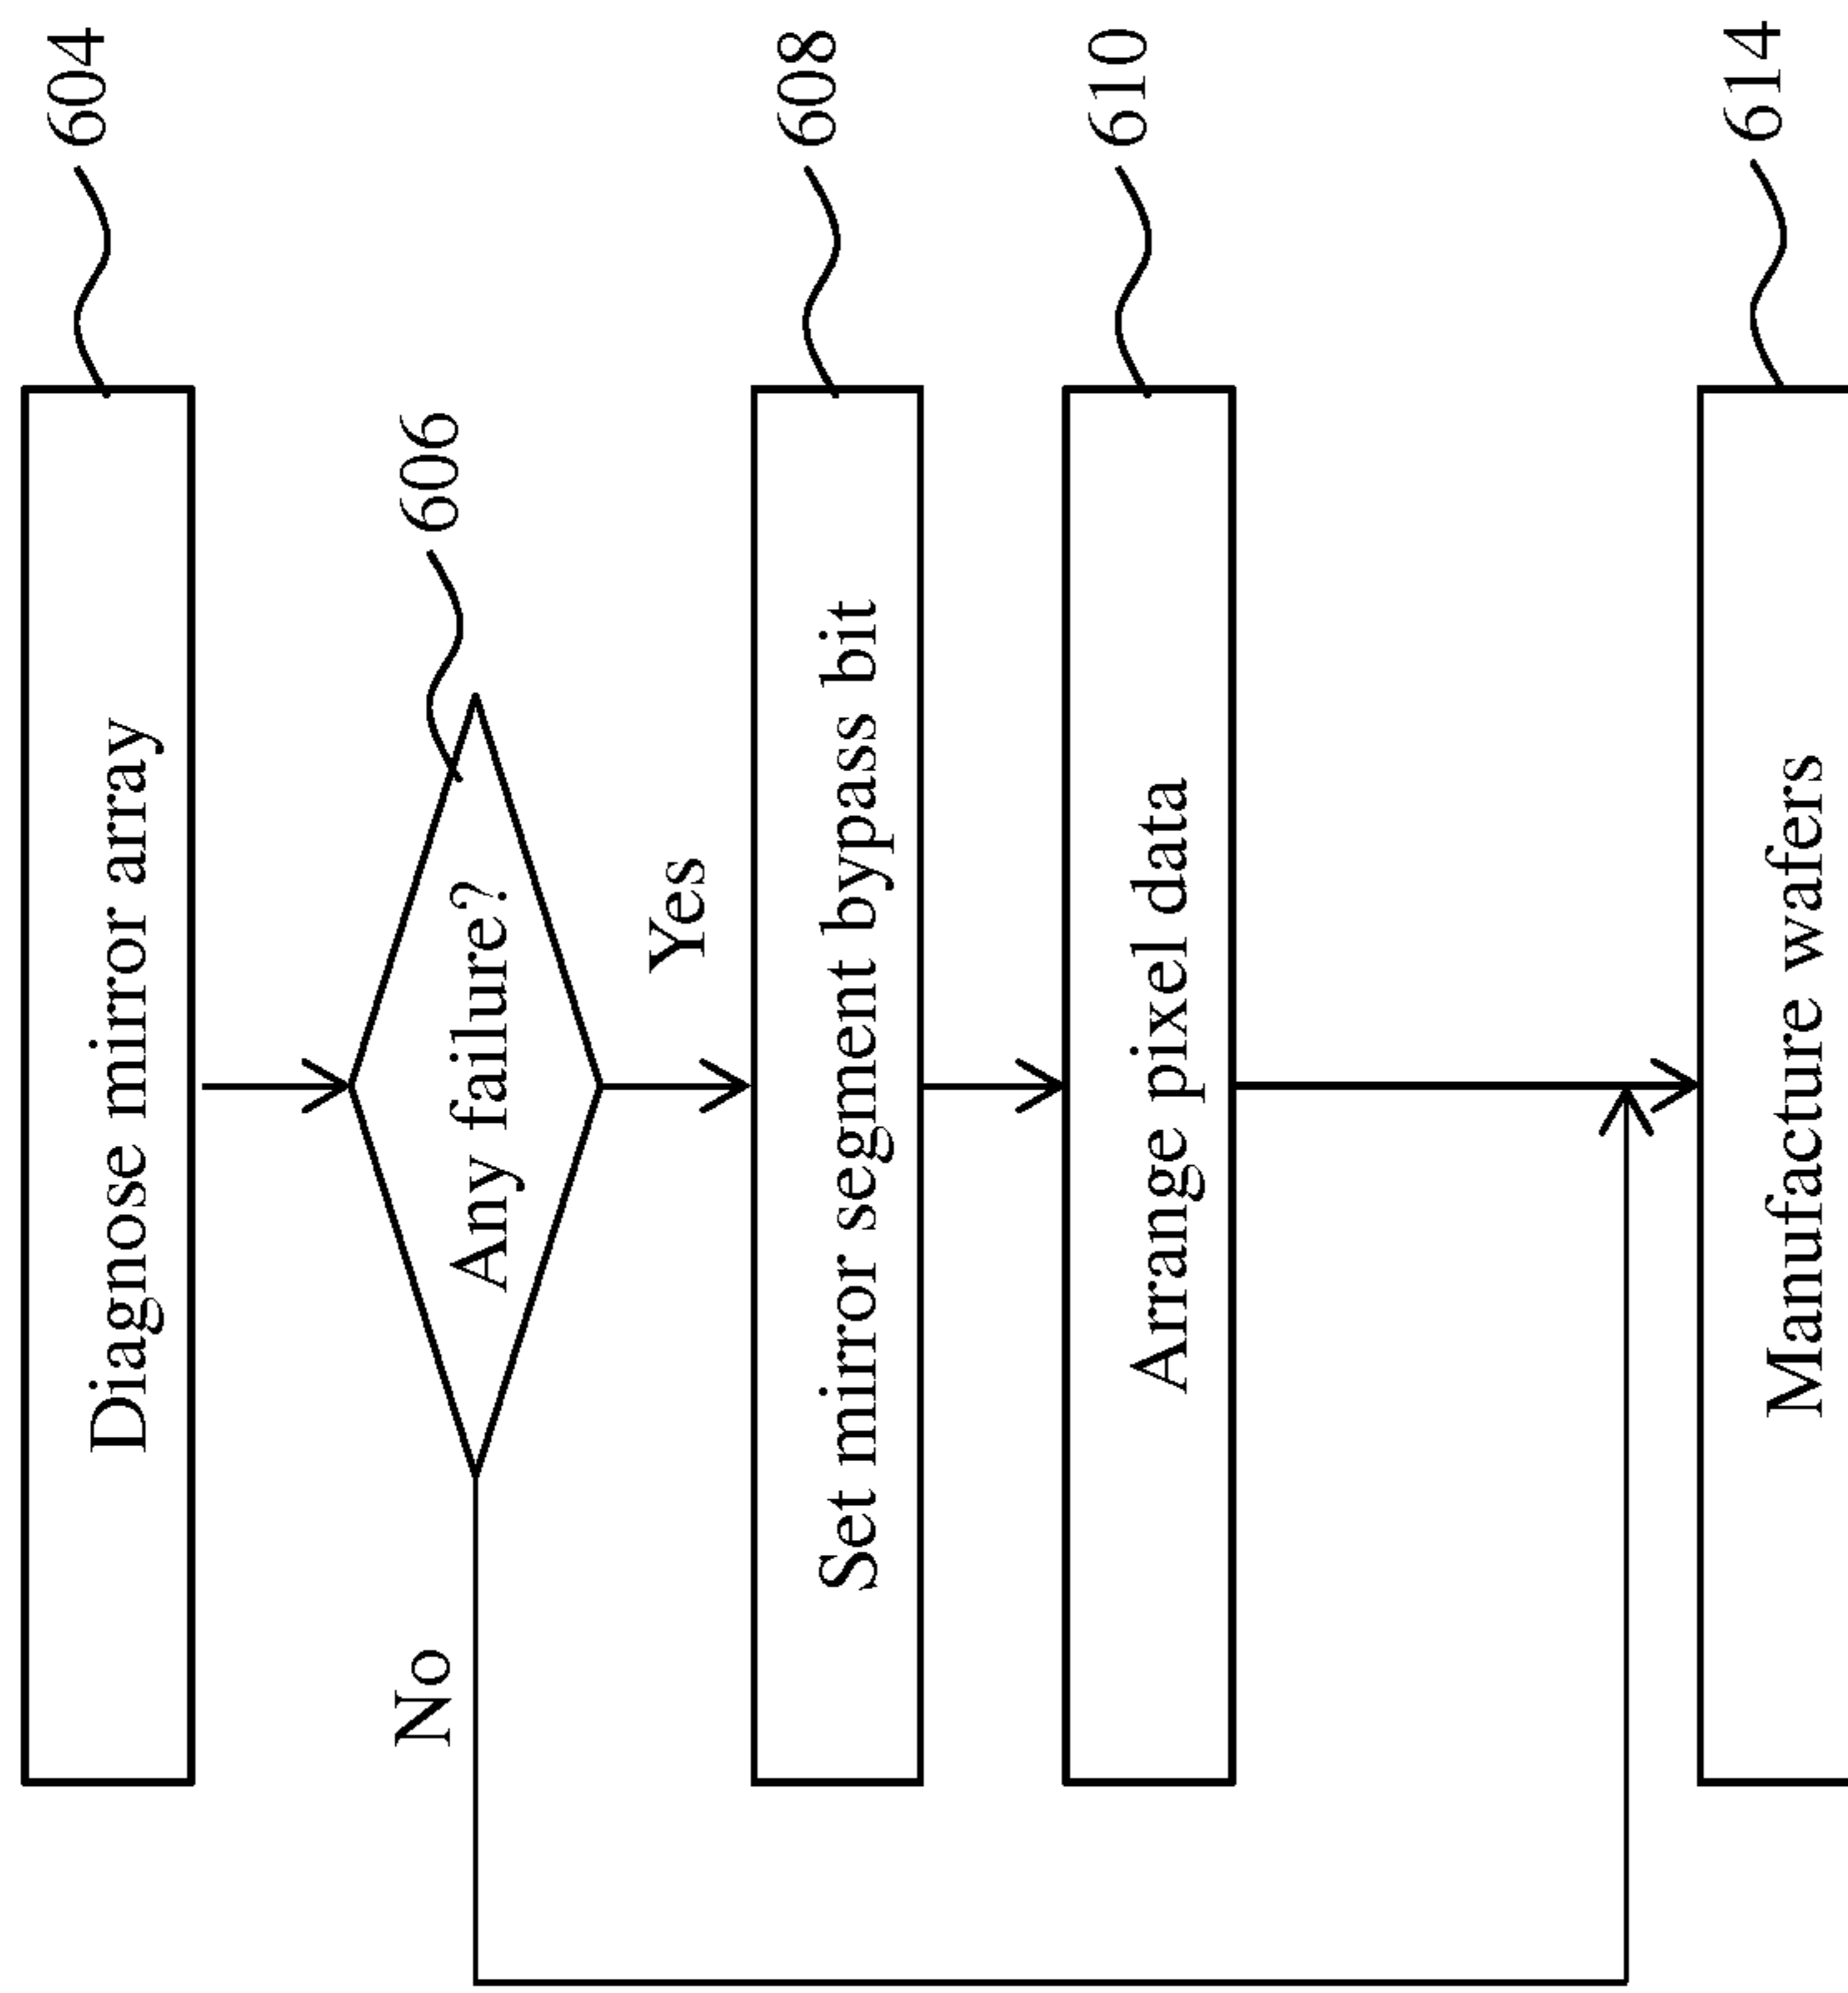 Diagnose mirror array
604
Any failure?
606
No
Yes
Set mirror segment bypass bit
608
Arrange pixel data
610
Manufacture wafers
614